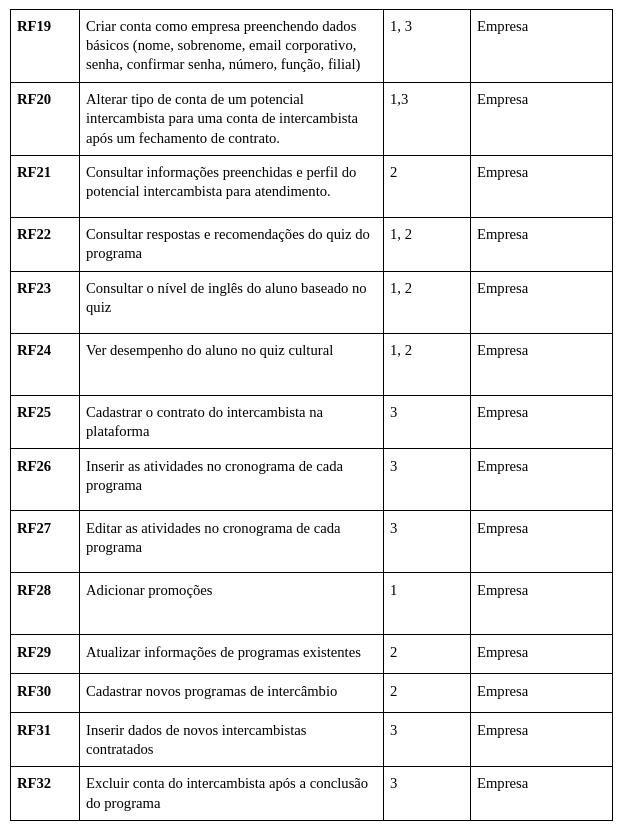 RF19 Criar conta como empresa preenchendo dados 1, 3 Empresa
básicos (nome, sobrenome, email corporativo,
senha, confirmar senha, número, função, filial)
RF20 Alterar tipo de conta de um potencial 1,3 Empresa
intercambista para uma conta de intercambista
após um fechamento de contrato.
RF21 Consultar informações preenchidas e perfil do 2 Empresa
potencial intercambista para atendimento.
RF22 Consultar respostas e recomendações do quiz do 1, 2 Empresa
programa
RF23 Consultar o nível de inglês do aluno baseado no 1, 2 Empresa
quiz
RF24 Ver desempenho do aluno no quiz cultural 1, 2 Empresa
RF25 Cadastrar o contrato do intercambista na 3 Empresa
plataforma
RF26 Inserir as atividades no cronograma de cada 3 Empresa
programa
RF27 Editar as atividades no cronograma de cada 3 Empresa
programa
RF28 Adicionar promoções 1 Empresa
RF29 Atualizar informações de programas existentes 2 Empresa
RF30 Cadastrar novos programas de intercâmbio 2 Empresa
RF31 Inserir dados de novos intercambistas 3 Empresa
contratados
RF32 Excluir conta do intercambista após a conclusão 3 Empresa
do programa